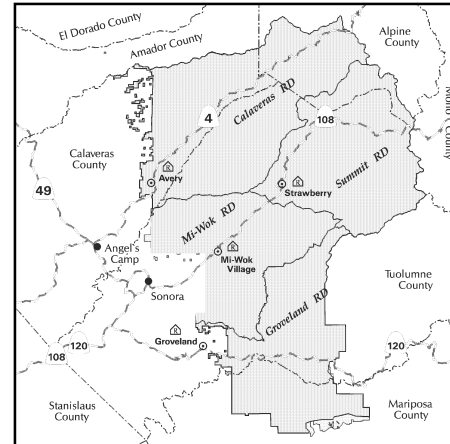 El Dorado County
Amador County
Alpine
County
Mono County
4
Calaveras RD
108
Calaveras
County
Avery
Strawberry
Summit RD
49
Mi-Wok RD
Angel's
Camp
Mi-Wok
Village
Sonora
Groveland RD
Tuolumne
County
Groveland
120
108
120
Stanislaus
County
Mariposa
County